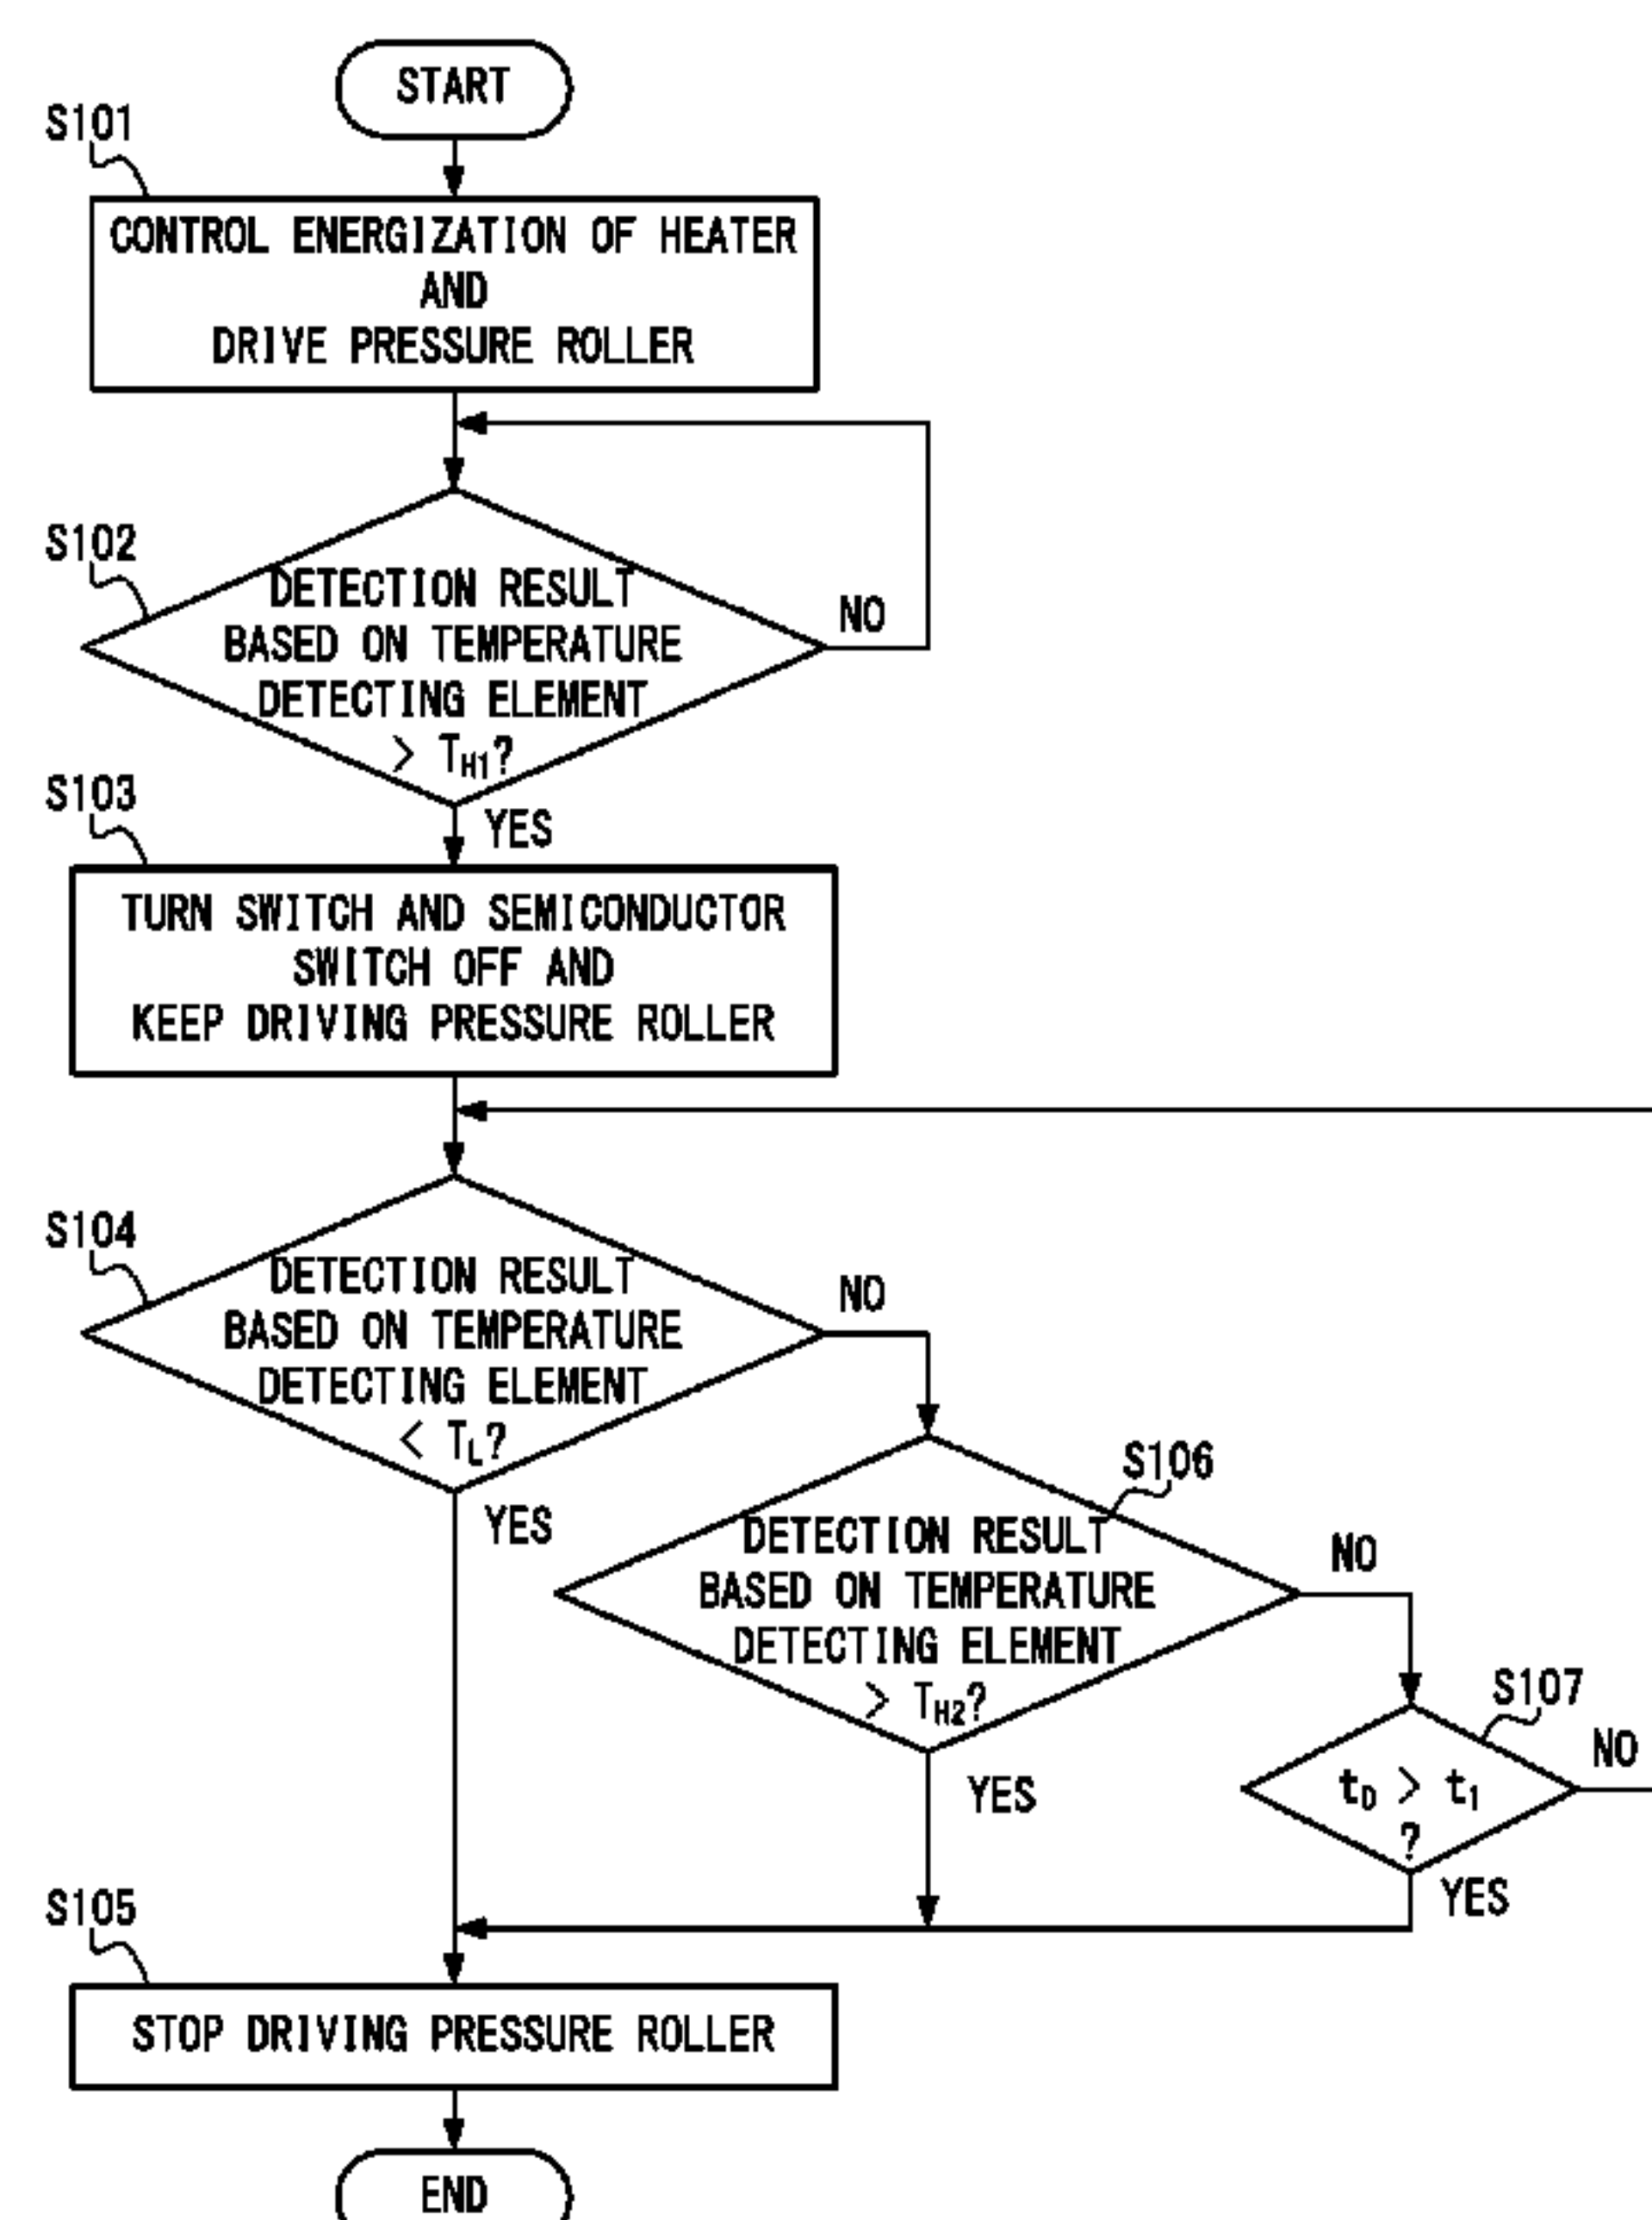 START
S101
CONTROL ENERGIZATION OF HEATER
AND
DRIVE PRESSURE ROLLER
S102
DETECTION RESULT
BASED ON TEMPERATURE
DETECTING ELEMENT
> TH1?
NO
YES
S103
TURN SWITCH AND SEMICONDUCTOR
SWITCH OFF AND
KEEP DRIVING PRESSURE ROLLER
S104
DETECTION RESULT
BASED ON TEMPERATURE
DETECTING ELEMENT
< TL?
NO
YES
S106
DETECTION RESULT
BASED ON TEMPERATURE
DETECTING ELEMENT
> TH2?
NO
YES
S107
tD > t1
?
NO
YES
S105
STOP DRIVING PRESSURE ROLLER
END